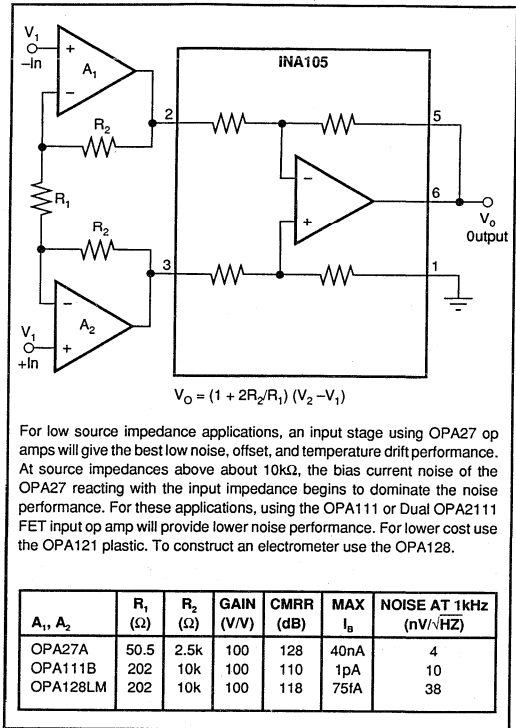 V1
–In
+
A1
–
R2
R1
R2
–
A2
V1
+In
+
INA105
2
5
–
6
+
Vo
Output
3
1
VO = (1 + 2R2/R1) (V2 –V1)
For low source impedance applications, an input stage using OPA27 op
amps will give the best low noise, offset, and temperature drift performance.
At source impedances above about 10kΩ, the bias current noise of the
OPA27 reacting with the input impedance begins to dominate the noise
performance. For these applications, using the OPA111 or Dual OPA2111
FET input op amp will provide lower noise performance. For lower cost use
the OPA121 plastic. To construct an electrometer use the OPA128.
A1, A2 R1 (Ω) R2 (Ω) GAIN (V/V) CMRR (dB) MAX IB NOISE AT 1kHz (nV/√HZ)
OPA27A 50.5 2.5k 100 128 40nA 4
OPA111B 202 10k 100 110 1pA 10
OPA128LM 202 10k 100 118 75fA 38